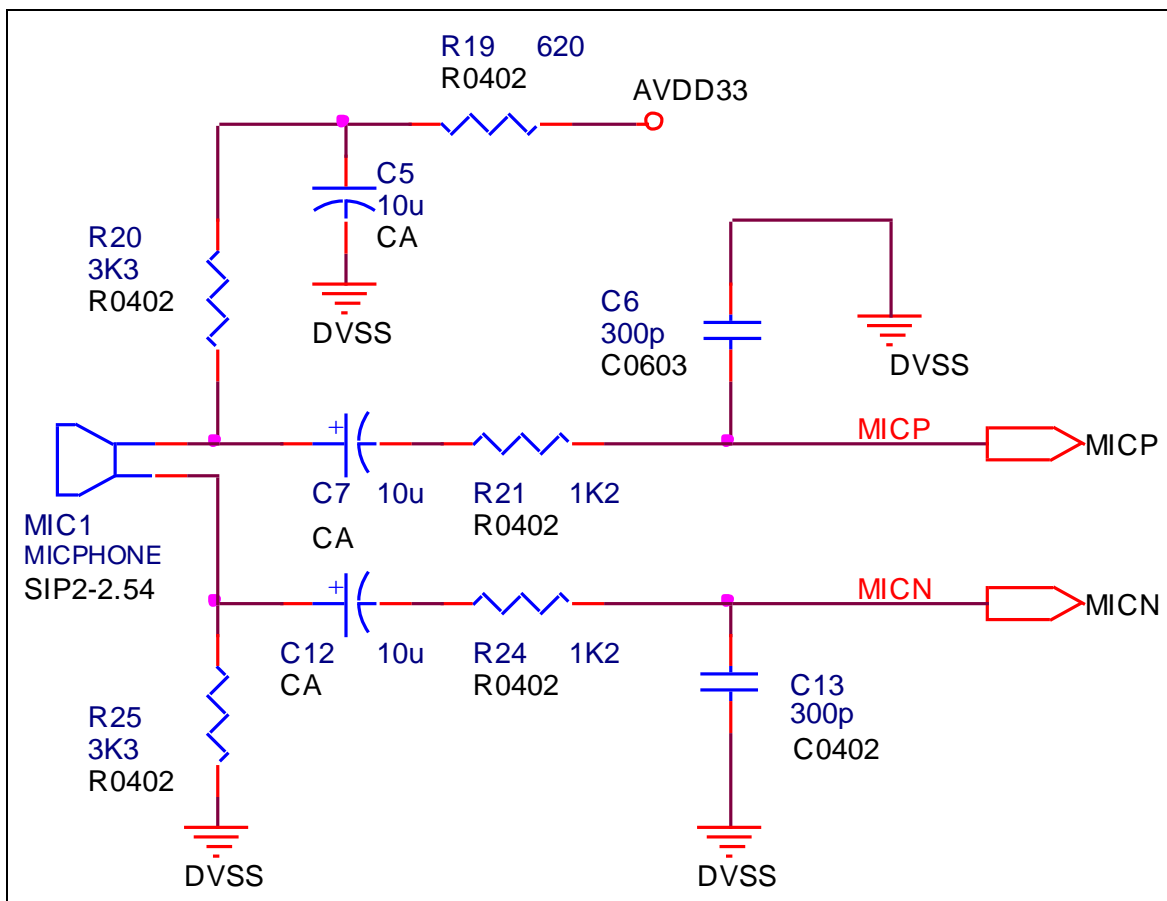 R19 620
R0402
AVDD33
C5
10u
CA
DVSS
R20
3K3
R0402
C6
300p
C0603
DVSS
+
MICP
MICP
C7 10u
CA
R21 1K2
R0402
MIC1
MICPHONE
SIP2-2.54
+
MICN
MICN
C12 10u
CA
R24 1K2
R0402
C13
300p
C0402
R25
3K3
R0402
DVSS
DVSS